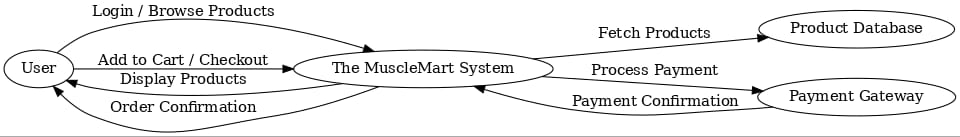 Login / Browse Products
Fetch Products
Product Database
User
Add to Cart / Checkout
The MuscleMart System
Display Products
Process Payment
Order Confirmation
Payment Confirmation
Payment Gateway